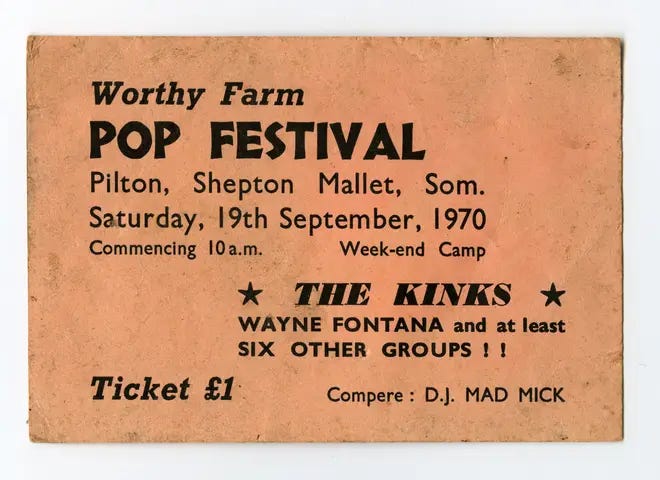 Worthy Farm
POP FESTIVAL
Pilton, Shepton Mallet, Som.
Saturday, 19th September, 1970
Commencing 10 a.m. Week-end Camp
★ THE KINKS ★
WAYNE FONTANA and at least
SIX OTHER GROUPS ! !
Ticket £1 Compere : D.J. MAD MICK